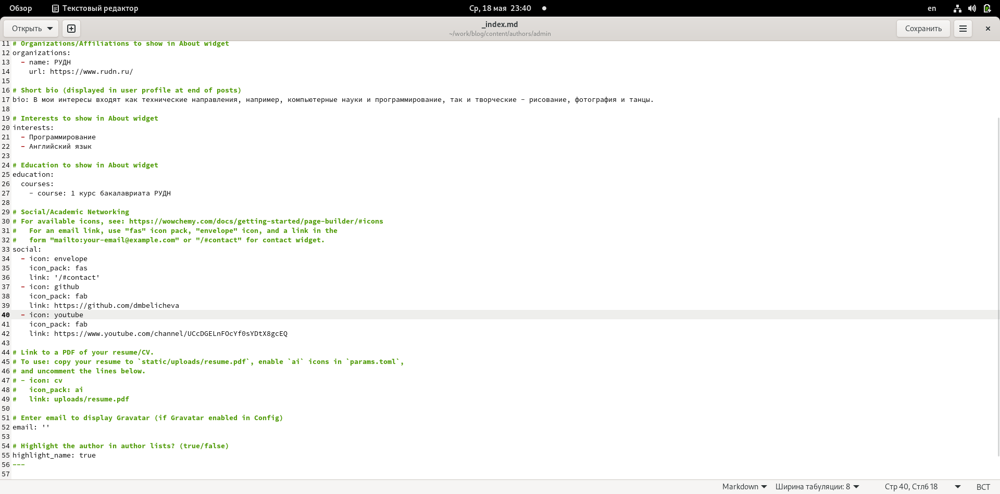 Обзор Текстовый редактор Ср, 18 мая 23:40 en
Открыть _index.md Сохранить
~/work/blog/content/authors/admin
11 # Organizations/Affiliations to show in About widget
12 organizations:
13   - name: РУДН
14     url: https://www.rudn.ru/
15
16 # Short bio (displayed in user profile at end of posts)
17 bio: В мои интересы входят как технические направления, например, компьютерные науки и программирование, так и творческие - рисование, фотография и танцы.
18
19 # Interests to show in About widget
20 interests:
21   - Программирование
22   - Английский язык
23
24 # Education to show in About widget
25 education:
26   courses:
27     - course: 1 курс бакалавриата РУДН
28
29 # Social/Academic Networking
30 # For available icons, see: https://wowchemy.com/docs/getting-started/page-builder/#icons
31 #   For an email link, use "fas" icon pack, "envelope" icon, and a link in the
32 #   form "mailto:your-email@example.com" or "/#contact" for contact widget.
33 social:
34   - icon: envelope
35     icon_pack: fas
36     link: '/#contact'
37   - icon: github
38     icon_pack: fab
39     link: https://github.com/dmbelicheva
40   - icon: youtube
41     icon_pack: fab
42     link: https://www.youtube.com/channel/UCcDGELnFOcYf0sYDtX8gcEQ
43
44 # Link to a PDF of your resume/CV.
45 # To use: copy your resume to `static/uploads/resume.pdf`, enable `ai` icons in `params.toml`,
46 # and uncomment the lines below.
47 # - icon: cv
48 #   icon_pack: ai
49 #   link: uploads/resume.pdf
50
51 # Enter email to display Gravatar (if Gravatar enabled in Config)
52 email: ''
53
54 # Highlight the author in author lists? (true/false)
55 highlight_name: true
56 ---
57
Markdown Ширина табуляции: 8 Стр 40, Стлб 18 ВСТ